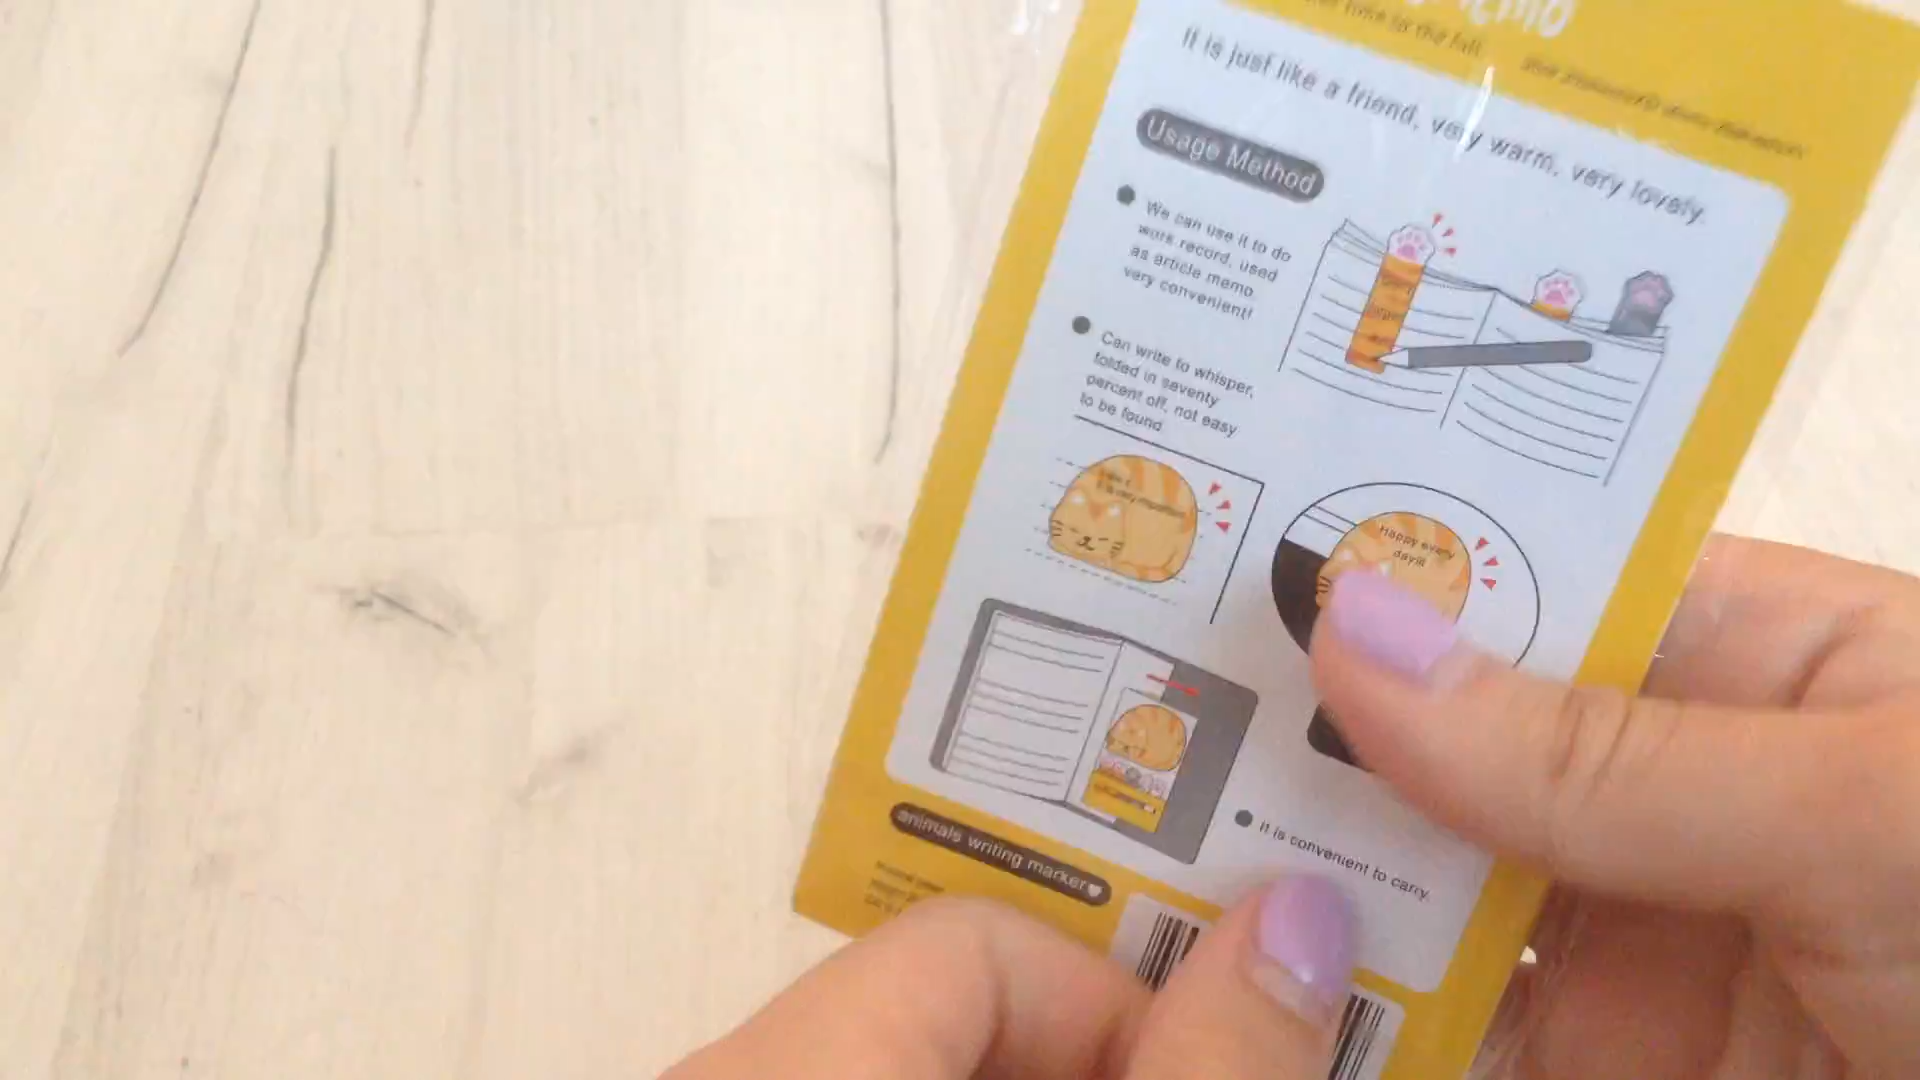 It is just like a friend, very warm, very lovely.
Usage Method
We can use it to do
work record, used
as article memo
very convenient!
Can write to whisper,
folded in seventy
percent off, not easy
to be found
Happy every
day!!!
It is convenient to carry.
animals writing marker